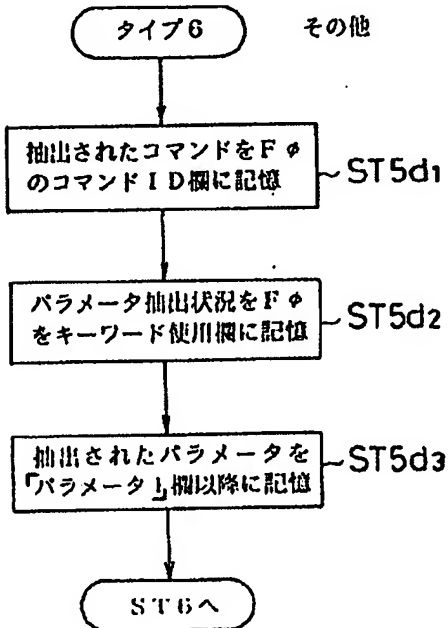 タイプ6 その他
抽出されたコマンドをFφ
のコマンドID欄に記憶
~ST5d1
パラメータ抽出状況をFφ
をキーワード使用欄に記憶
~ST5d2
抽出されたパラメータを
「パラメータ1」欄以降に記憶
~ST5d3
ST6へ